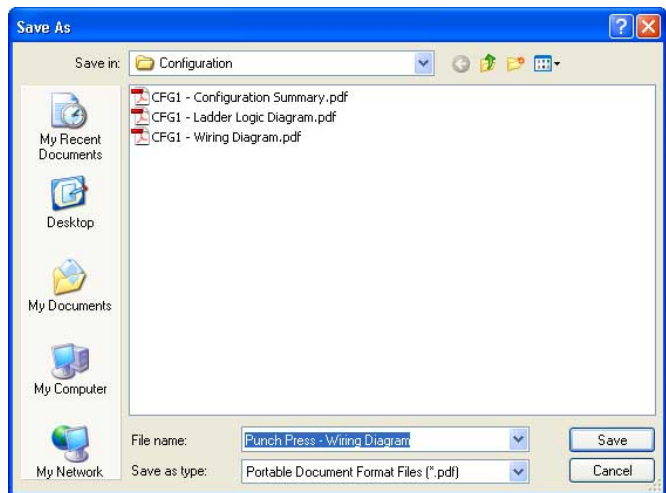 Save As
Save in:
Configuration
CFG1 - Configuration Summary.pdf
CFG1 - Ladder Logic Diagram.pdf
CFG1 - Wiring Diagram.pdf
My Recent
Documents
Desktop
My Documents
My Computer
My Network
File name:
Punch Press - Wiring Diagram
Save
Save as type:
Portable Document Format Files (*.pdf)
Cancel